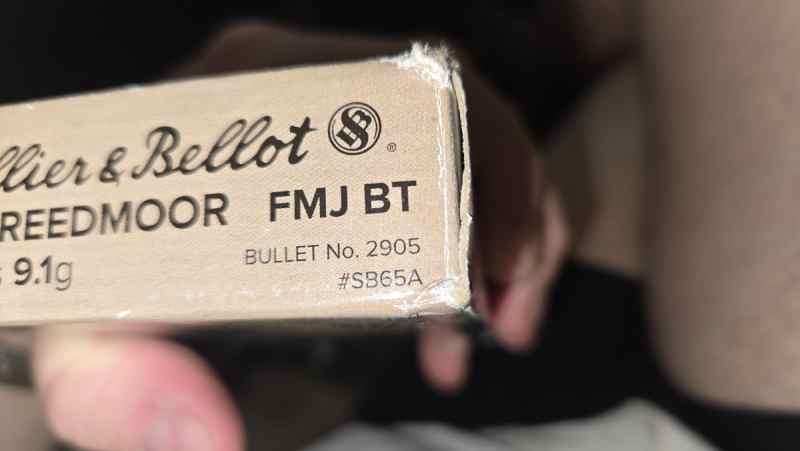 llier & Bellot ®
REEDMOOR FMJ BT
BULLET No. 2905
s 9.1g
#SB65A